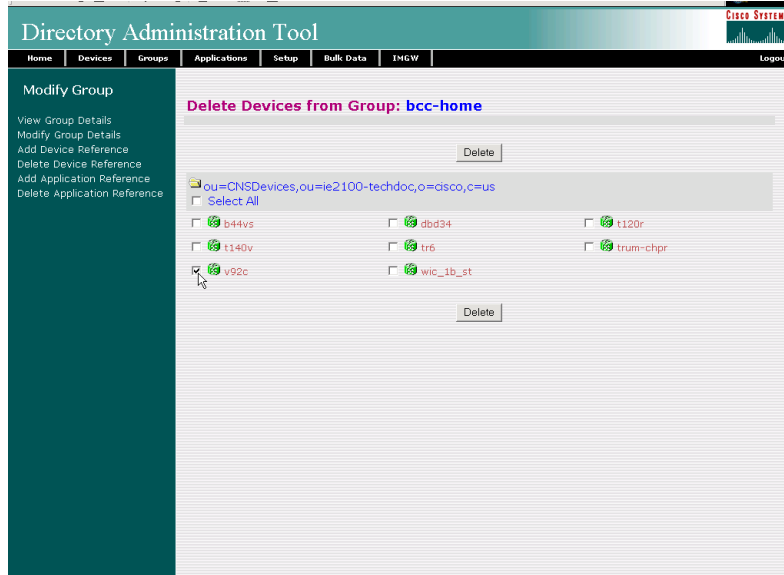 Directory Administration Tool
CISCO SYSTEM
Home Devices Groups Applications Setup Bulk Data IMGW Logou
Modify Group
View Group Details
Modify Group Details
Add Device Reference
Delete Device Reference
Add Application Reference
Delete Application Reference
Delete Devices from Group: bcc-home
Delete
ou=CNSDevices,ou=ie2100-techdoc,o=cisco,c=us
Select All
b44vs dbd34 t120r
t140v tr6 trum-chpr
v92c wic_1b_st
Delete